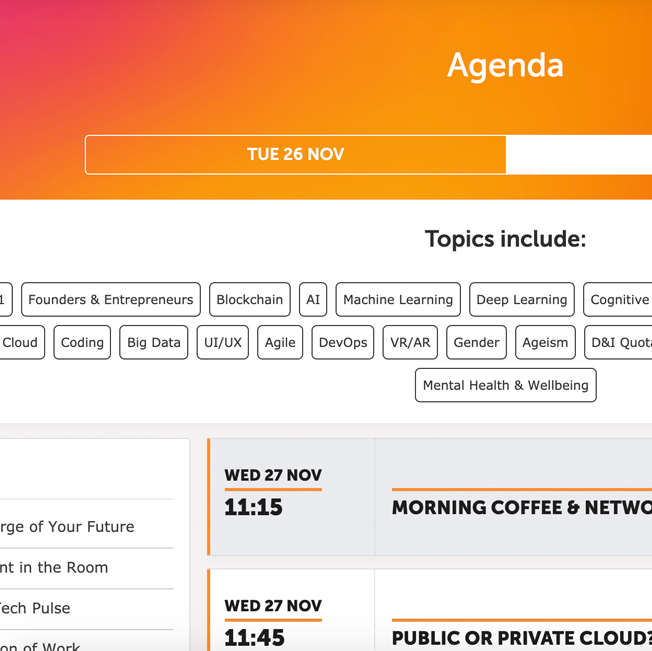 Agenda
TUE 26 NOV
Topics include:
1 Founders & Entrepreneurs Blockchain AI Machine Learning Deep Learning Cognitive
Cloud Coding Big Data UI/UX Agile DevOps VR/AR Gender Ageism D&I Quota
Mental Health & Wellbeing
rge of Your Future
nt in the Room
Tech Pulse
on of Work
WED 27 NOV
11:15
MORNING COFFEE & NETWO
WED 27 NOV
11:45
PUBLIC OR PRIVATE CLOUD?